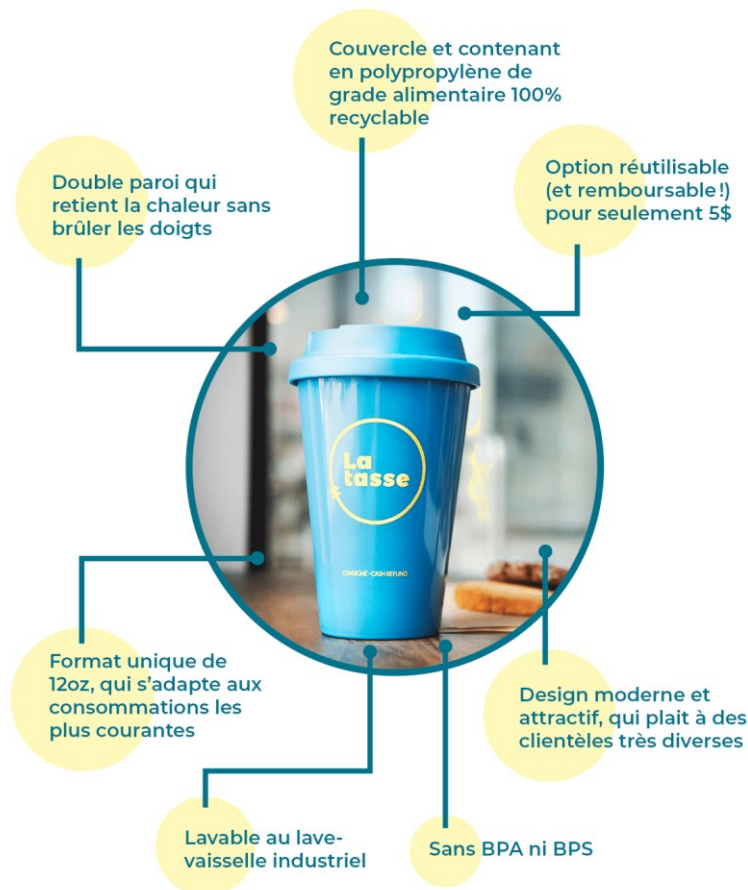 Couvercle et contenant
en polypropylène de
grade alimentaire 100%
recyclable
Double paroi qui
retient la chaleur sans
brûler les doigts
Option réutilisable
(et remboursable!)
pour seulement 5$
La
tasse
CONSIGNÉ - CASH REFUND
Format unique de
12oz, qui s'adapte aux
consommations les
plus courantes
Design moderne et
attractif, qui plait à des
clientèles très diverses
Lavable au lave-
vaisselle industriel
Sans BPA ni BPS